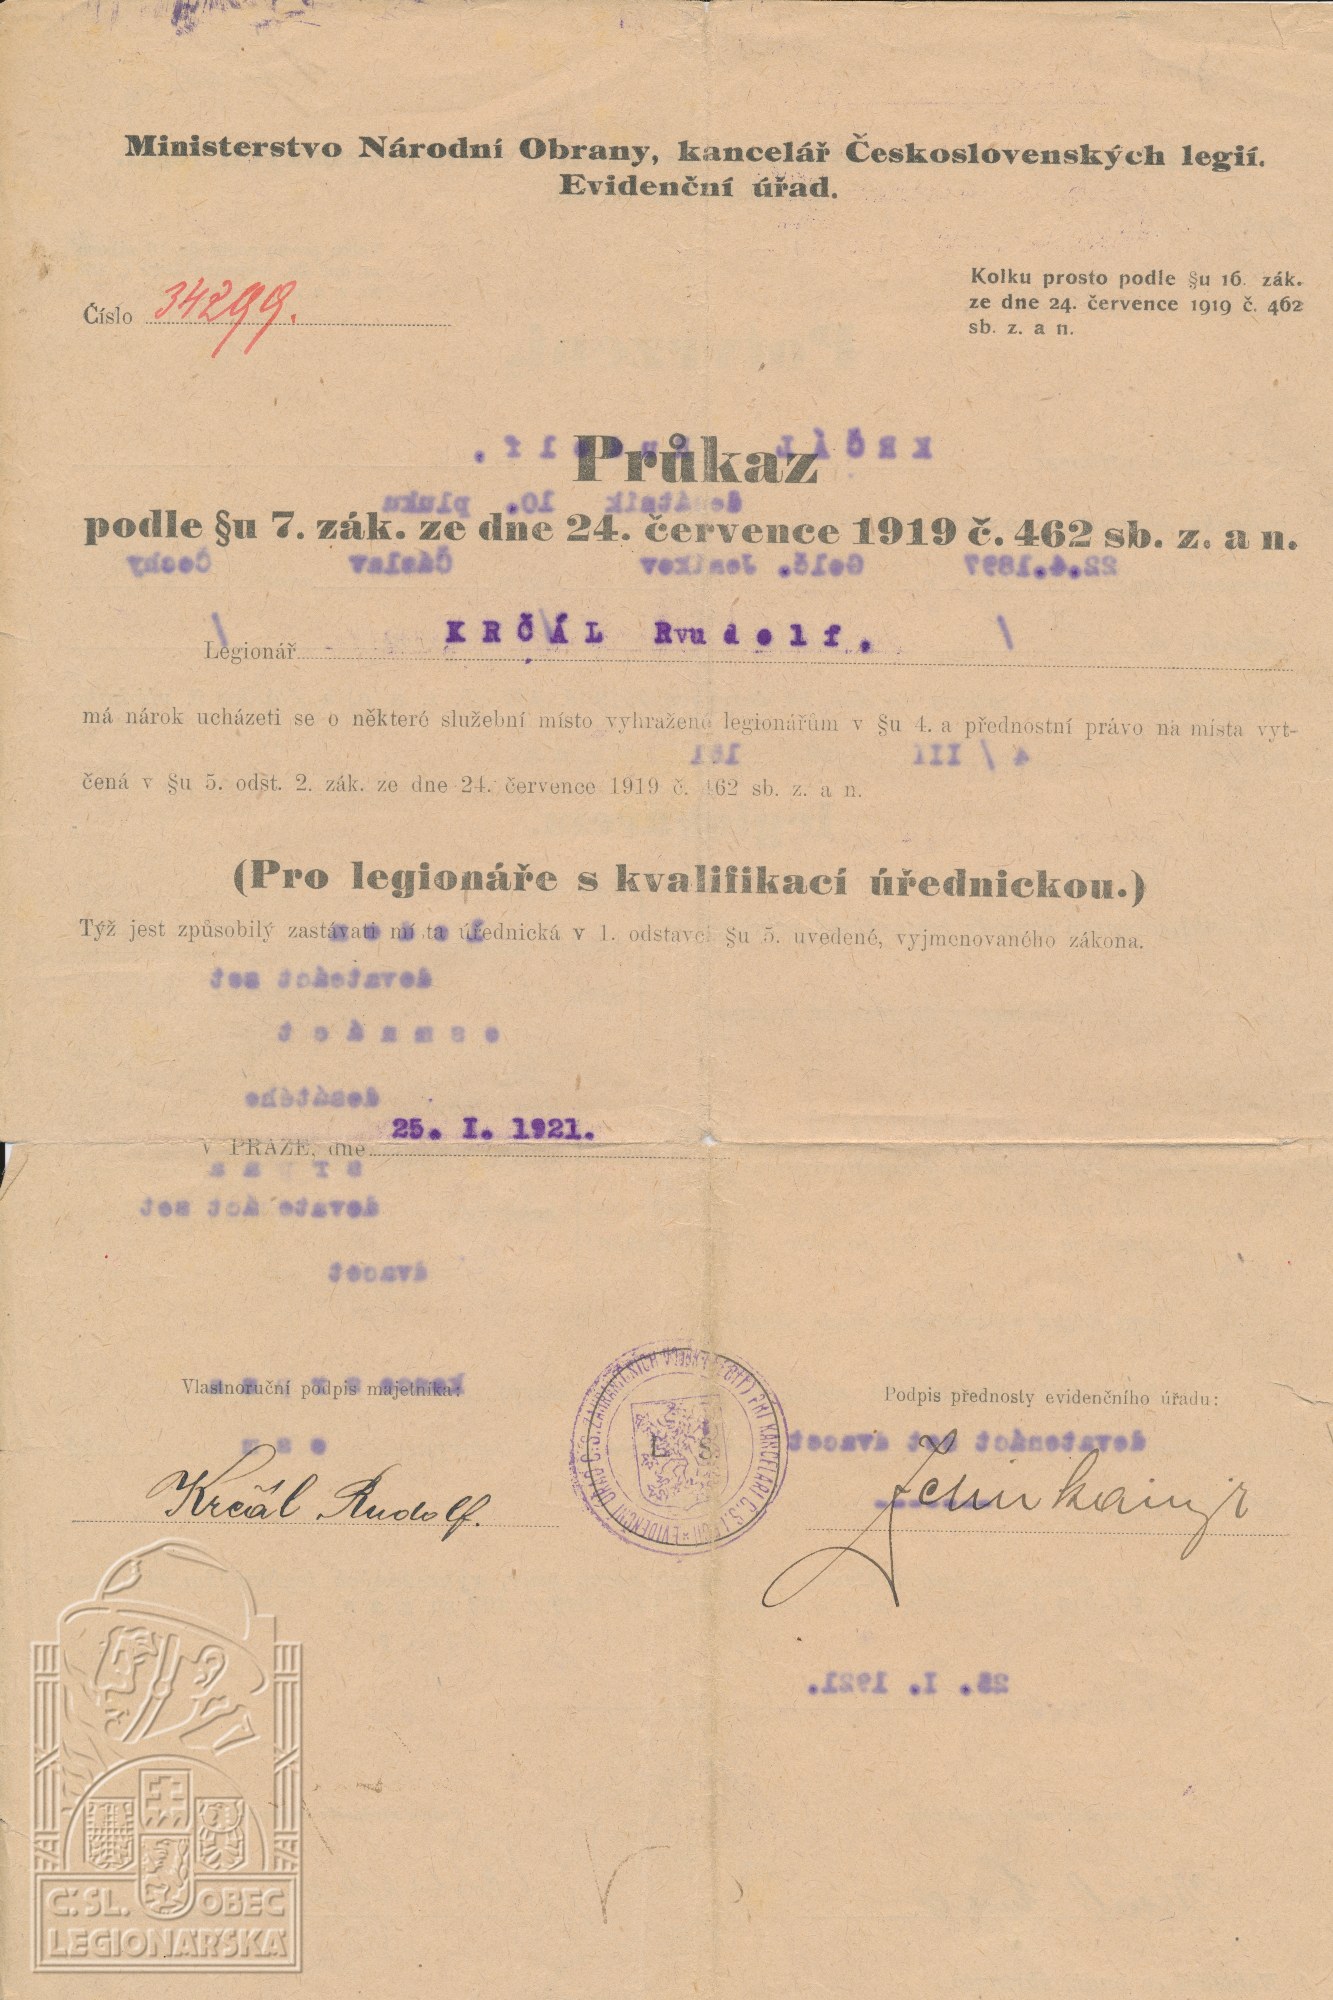 Ministerstvo Národní Obrany, kancelář Československých legií.
Evidenční úřad.
Číslo 34299.
Kolku prosto podle §u 16. zák.
ze dne 24. července 1919 č. 462
sb. z. a n.
Průkaz
podle §u 7. zák. ze dne 24. července 1919 č. 462 sb. z. a n.
Legionář KRČÁL Rvudolf.
má nárok ucházeti se o některé služební místo vyhražené legionářům v §u 4. a přednostní právo na místa vyt-
čená v §u 5. odst. 2. zák. ze dne 24. července 1919 č. 462 sb. z. a n.
(Pro legionáře s kvalifikací úřednickou.)
Týž jest způsobilý zastávati místa úřednická v 1. odstavci §u 5. uvedené, vyjmenovaného zákona.
V PRAZE, dne 25. I. 1921.
Vlastnoruční podpis majetníka:
Podpis přednosty evidenčního úřadu:
L S
Krčál Rudolf.
Č.SL. OBEC
LEGIONÁŘSKÁ